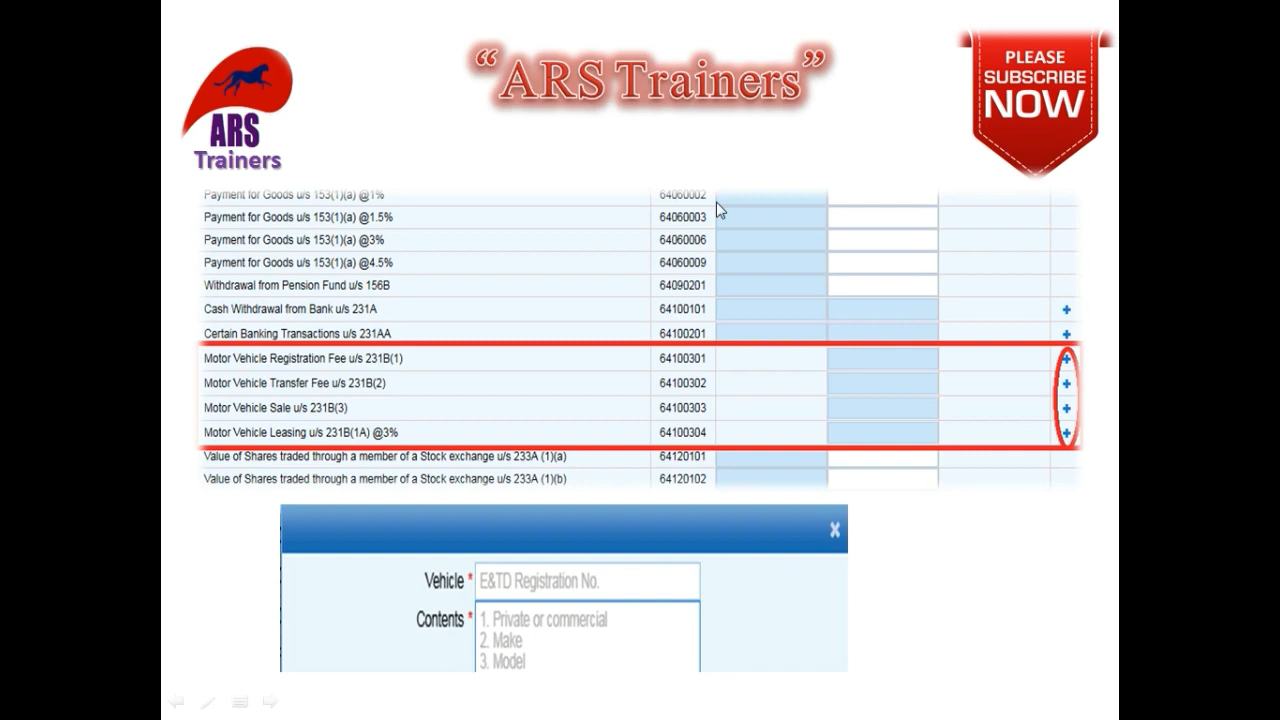 “ARS Trainers”
ARS
Trainers
PLEASE
SUBSCRIBE
NOW
Payment for Goods u/s 153(1)(a) @1% 64060002
Payment for Goods u/s 153(1)(a) @1.5% 64060003
Payment for Goods u/s 153(1)(a) @3% 64060006
Payment for Goods u/s 153(1)(a) @4.5% 64060009
Withdrawal from Pension Fund u/s 156B 64090201
Cash Withdrawal from Bank u/s 231A 64100101 +
Certain Banking Transactions u/s 231AA 64100201 +
Motor Vehicle Registration Fee u/s 231B(1) 64100301 +
Motor Vehicle Transfer Fee u/s 231B(2) 64100302 +
Motor Vehicle Sale u/s 231B(3) 64100303 +
Motor Vehicle Leasing u/s 231B(1A) @3% 64100304 +
Value of Shares traded through a member of a Stock exchange u/s 233A (1)(a) 64120101
Value of Shares traded through a member of a Stock exchange u/s 233A (1)(b) 64120102
x
Vehicle * E&TD Registration No.
Contents * 1. Private or commercial
2. Make
3. Model